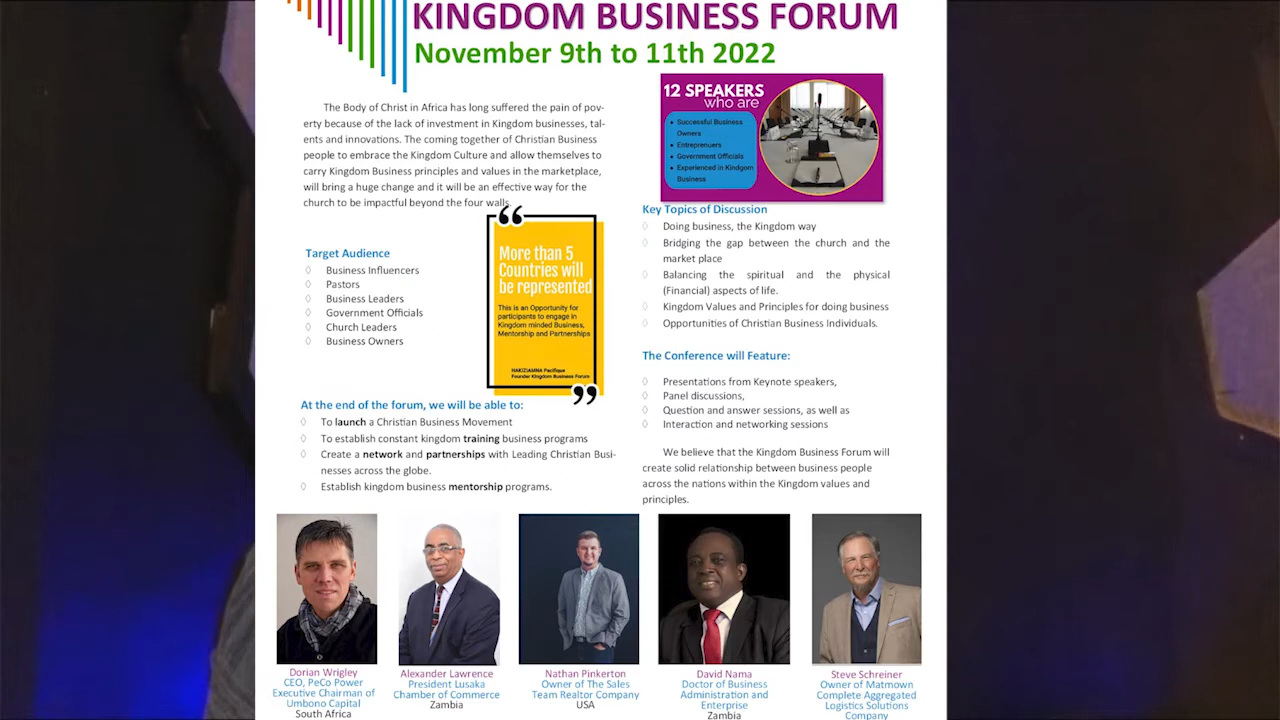 KINGDOM BUSINESS FORUM
November 9th to 11th 2022
The Body of Christ in Africa has long suffered the pain of pov-
erty because of the lack of investment in Kingdom businesses, tal-
ents and innovations. The coming together of Christian Business
people to embrace the Kingdom Culture and allow themselves to
carry Kingdom Business principles and values in the marketplace,
will bring a huge change and it will be an effective way for the
church to be impactful beyond the four walls.
Target Audience
◊ Business Influencers
◊ Pastors
◊ Business Leaders
◊ Government Officials
◊ Church Leaders
◊ Business Owners
“
More than 5
Countries will
be represented
This is an Opportunity for
participants to engage in
Kingdom minded Business,
Mentorship and Partnerships
HAKIZIAMNA Pacifique
Founder Kingdom Business Forum
”
At the end of the forum, we will be able to:
◊ To launch a Christian Business Movement
◊ To establish constant kingdom training business programs
◊ Create a network and partnerships with Leading Christian Busi-
nesses across the globe.
◊ Establish kingdom business mentorship programs.
12 SPEAKERS
who are
• Successful Business
Owners
• Entreprenuers
• Government Officials
• Experienced in Kindgom
Business
Key Topics of Discussion
◊ Doing business, the Kingdom way
◊ Bridging the gap between the church and the
market place
◊ Balancing the spiritual and the physical
(Financial) aspects of life.
◊ Kingdom Values and Principles for doing business
◊ Opportunities of Christian Business Individuals.
The Conference will Feature:
◊ Presentations from Keynote speakers,
◊ Panel discussions,
◊ Question and answer sessions, as well as
◊ Interaction and networking sessions
We believe that the Kingdom Business Forum will
create solid relationship between business people
across the nations within the Kingdom values and
principles.
Dorian Wrigley
CEO, PeCo Power
Executive Chairman of
Umbono Capital
South Africa
Alexander Lawrence
President Lusaka
Chamber of Commerce
Zambia
Nathan Pinkerton
Owner of The Sales
Team Realtor Company
USA
David Nama
Doctor of Business
Administration and
Enterprise
Zambia
Steve Schreiner
Owner of Matmown
Complete Aggregated
Logistics Solutions
Company